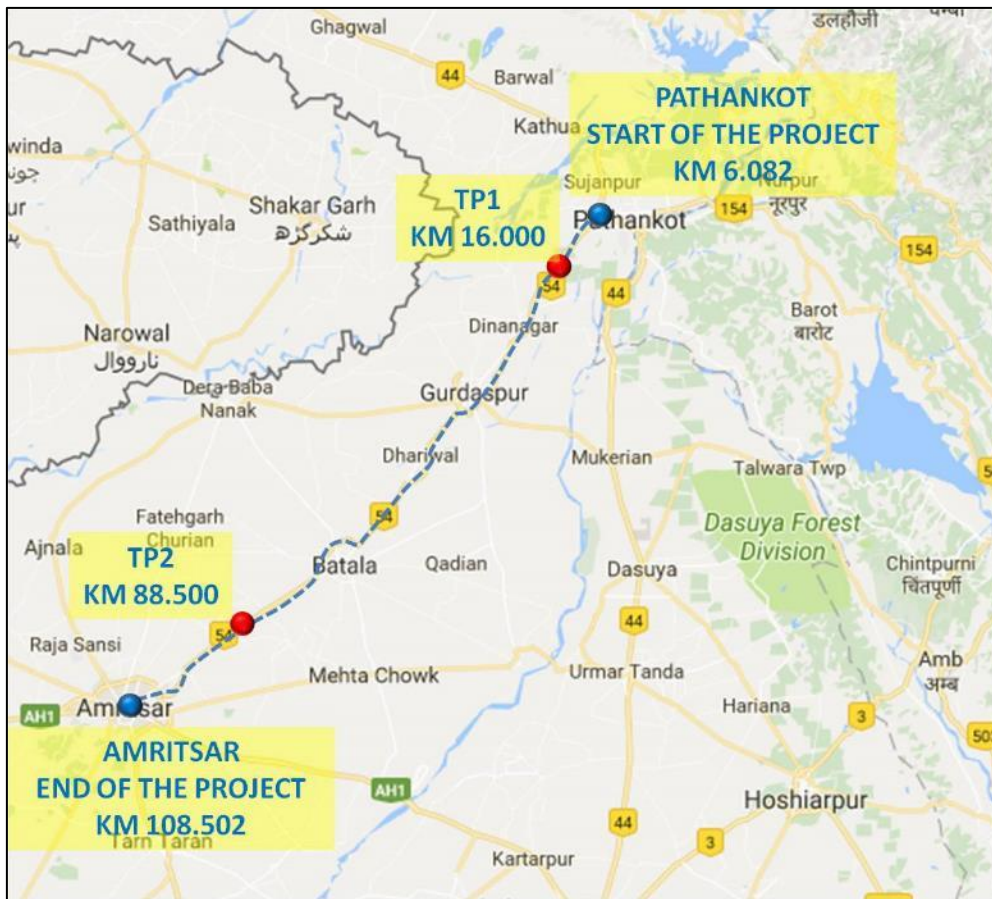 Ghagwal
डलहौज़ी
44
Barwal
PATHANKOT
START OF THE PROJECT
KM 6.082
Kathua
Sujanpur
Nurpur
नूरपुर
TP1
KM 16.000
Shakar Garh
شکرگڑھ
Sathiyala
Pathankot
154
154
54
44
Barot
बारोट
Dinanagar
Narowal
نارووال
Dera Baba
Nanak
Gurdaspur
Dhariwal
Mukerian
Talwara Twp
54
Fatehgarh
Churian
Dasuya Forest
Division
Ajnala
TP2
KM 88.500
Batala
Qadian
Dasuya
Chintpurni
चिंतपूर्णी
54
44
Raja Sansi
Mehta Chowk
Urmar Tanda
Amb
अम्ब
Amritsar
AH1
Hariana
3
503
AMRITSAR
END OF THE PROJECT
KM 108.502
AH1
Hoshiarpur
Tarn Taran
44
3
Kartarpur